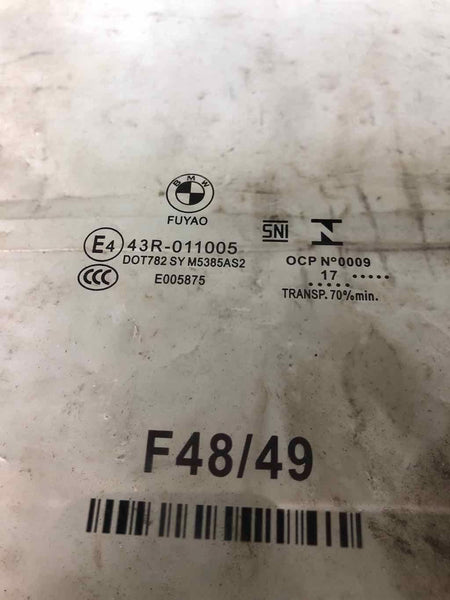 BMW
FUYAO
E4 43R-011005
DOT782 SY M5385AS2
CCC E005875
SNI
OCP Nº0009
17 .....
.....
TRANSP. 70%min.
F48/49